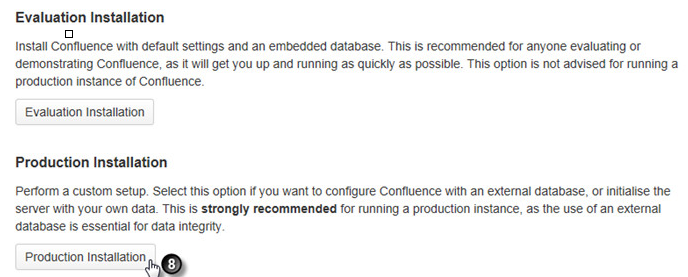 Evaluation Installation
Install Confluence with default settings and an embedded database. This is recommended for anyone evaluating or
demonstrating Confluence, as it will get you up and running as quickly as possible. This option is not advised for running a
production instance of Confluence.
Evaluation Installation
Production Installation
Perform a custom setup. Select this option if you want to configure Confluence with an external database, or initialise the
server with your own data. This is strongly recommended for running a production instance, as the use of an external
database is essential for data integrity.
Production Installation
8